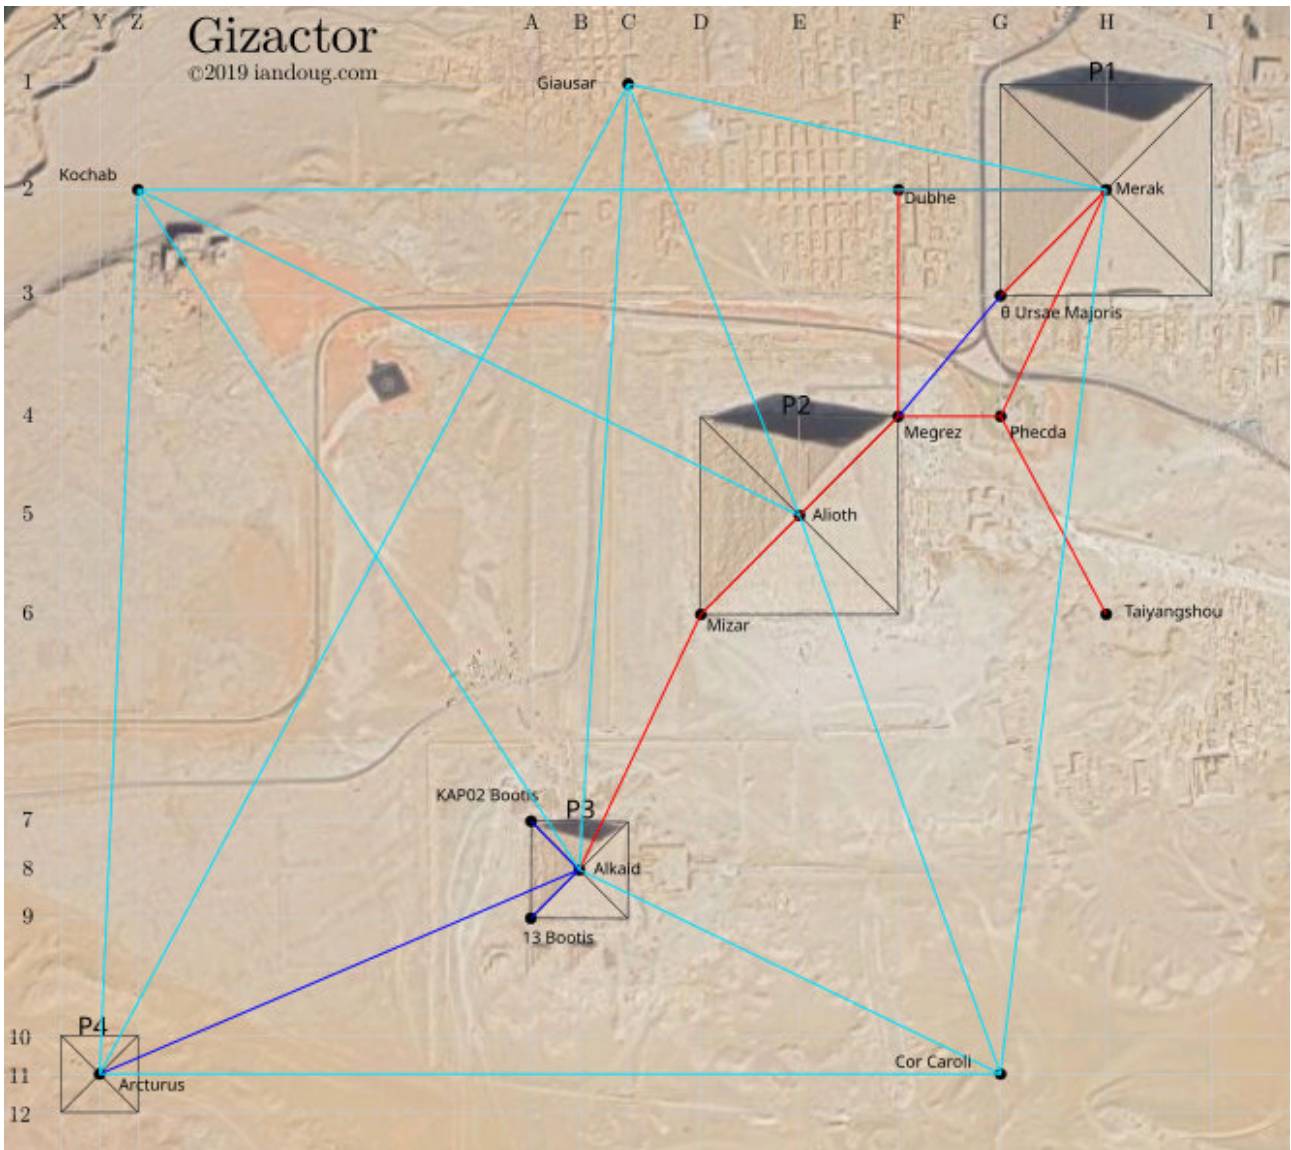 X Y Z A B C D E F G H I
Gizactor
©2019 iandoug.com
Giausar
P1
1
Kochab
2
Dubhe
Merak
3
θ Ursae Majoris
P2
4
Megrez
Phecda
5
Alioth
6
Mizar
Taiyangshou
KAP02 Bootis
P3
7
8
Alkaid
9
13 Bootis
P4
10
Cor Caroli
11
Arcturus
12